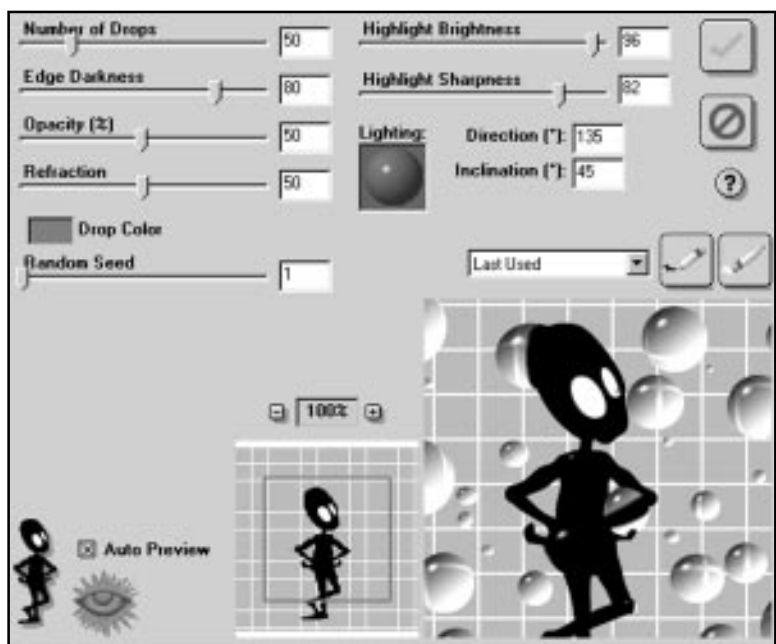 Number of Drops
50
Edge Darkness
80
Opacity (%)
50
Refraction
50
Drop Color
Random Seed
1
Highlight Brightness
96
Highlight Sharpness
82
Lighting:
Direction (°): 135
Inclination (°): 45
?
Last Used
- 100% +
Auto Preview